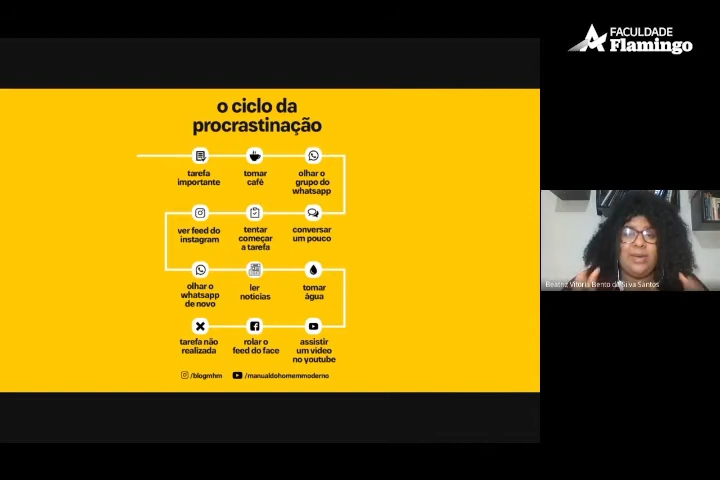 FACULDADE
Flamingo
o ciclo da
procrastinação
tarefa
importante
tomar
café
olhar o
grupo do
whatsapp
ver feed do
instagram
tentar
começar
a tarefa
conversar
um pouco
olhar o
whatsapp
de novo
ler
notícias
tomar
água
tarefa não
realizada
rolar o
feed do face
assistir
um vídeo
no youtube
/blogmhm
/manualdohomemmoderno
Beatriz Vitoria Bento da Silva Santos